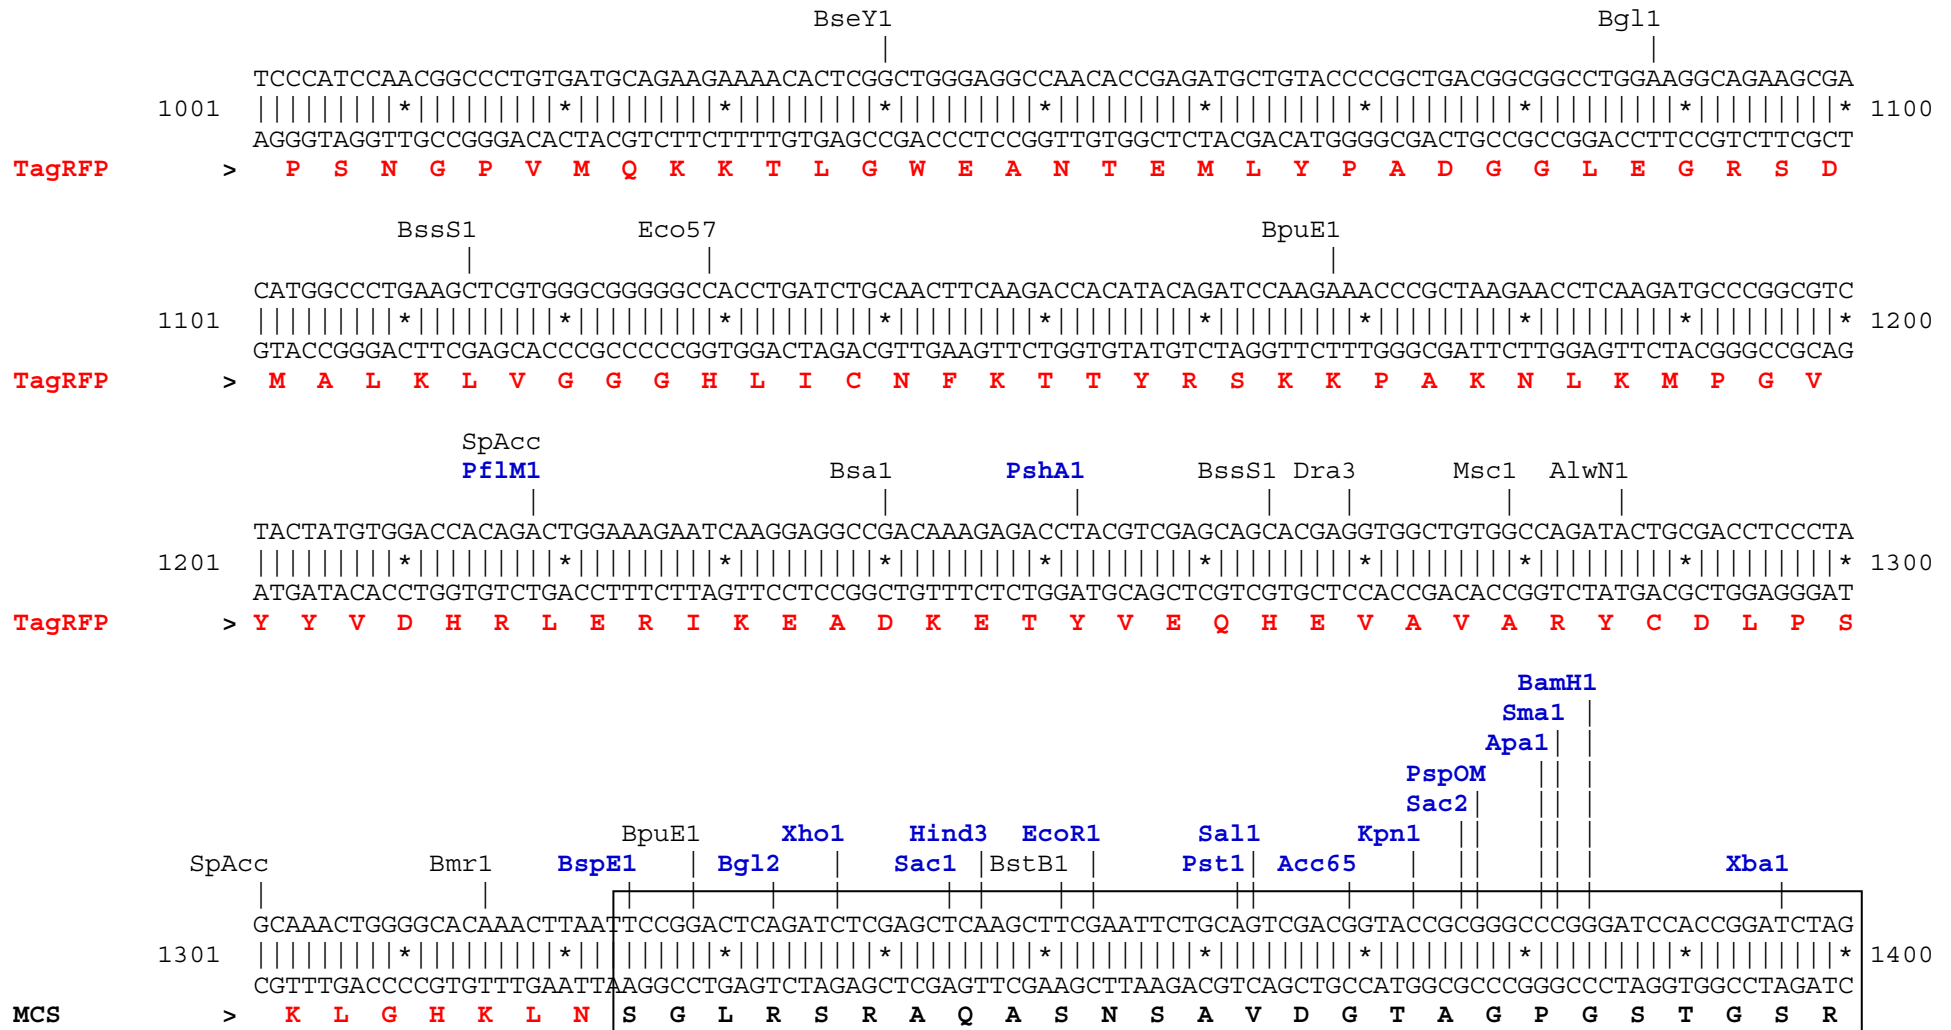 BseY1 Bgl1
| |
TCCCATCCAACGGCCCTGTGATGCAGAAGAAAACACTCGGCTGGGAGGCCAACACCGAGATGCTGTACCCCGCTGACGGCGGCCTGGAAGGCAGAAGCGA
1001 |||||||||*|||||||||*|||||||||*|||||||||*|||||||||*|||||||||*|||||||||*|||||||||*|||||||||*|||||||||* 1100
AGGGTAGGTTGCCGGGACACTACGTCTTCTTTTGTGAGCCGACCCTCCGGTTGTGGCTCTACGACATGGGGCGACTGCCGCCGGACCTTCCGTCTTCGCT
TagRFP > P S N G P V M Q K K T L G W E A N T E M L Y P A D G G L E G R S D
BssS1 Eco57 BpuE1
| | |
CATGGCCCTGAAGCTCGTGGGCGGGGGCCACCTGATCTGCAACTTCAAGACCACATACAGATCCAAGAAACCCGCTAAGAACCTCAAGATGCCCGGCGTC
1101 |||||||||*|||||||||*|||||||||*|||||||||*|||||||||*|||||||||*|||||||||*|||||||||*|||||||||*|||||||||* 1200
GTACCGGGACTTCGAGCACCCGCCCCCGGTGGACTAGACGTTGAAGTTCTGGTGTATGTCTAGGTTCTTTGGGCGATTCTTGGAGTTCTACGGGCCGCAG
TagRFP > M A L K L V G G G H L I C N F K T T Y R S K K P A K N L K M P G V
SpAcc
PflM1 Bsa1 PshA1 BssS1 Dra3 Msc1 AlwN1
| | | | | | |
TACTATGTGGACCACAGACTGGAAAGAATCAAGGAGGCCGACAAAGAGACCTACGTCGAGCAGCACGAGGTGGCTGTGGCCAGATACTGCGACCTCCCTA
1201 |||||||||*|||||||||*|||||||||*|||||||||*|||||||||*|||||||||*|||||||||*|||||||||*|||||||||*|||||||||* 1300
ATGATACACCTGGTGTCTGACCTTTCTTAGTTCCTCCGGCTGTTTCTCTGGATGCAGCTCGTCGTGCTCCACCGACACCGGTCTATGACGCTGGAGGGAT
TagRFP > Y Y V D H R L E R I K E A D K E T Y V E Q H E V A V A R Y C D L P S
BamH1
Sma1 |
Apa1| |
PspOM || |
Sac2| || |
BpuE1 Xho1 Hind3 EcoR1 Sal1 Kpn1 || || |
SpAcc Bmr1 BspE1 | Bgl2 | Sac1 |BstB1| Pst1| Acc65 | || || | Xba1
| | | | | | | | | | || | | || || | |
GCAAACTGGGGCACAAACTTAATTCCGGACTCAGATCTCGAGCTCAAGCTTCGAATTCTGCAGTCGACGGTACCGCGGGCCCGGGATCCACCGGATCTAG
1301 |||||||||*|||||||||*|||||||||*|||||||||*|||||||||*|||||||||*|||||||||*|||||||||*|||||||||*|||||||||* 1400
CGTTTGACCCCGTGTTTGAATTAAGGCCTGAGTCTAGAGCTCGAGTTCGAAGCTTAAGACGTCAGCTGCCATGGCGCCCGGGCCCTAGGTGGCCTAGATC
MCS > K L G H K L N S G L R S R A Q A S N S A V D G T A G P G S T G S R